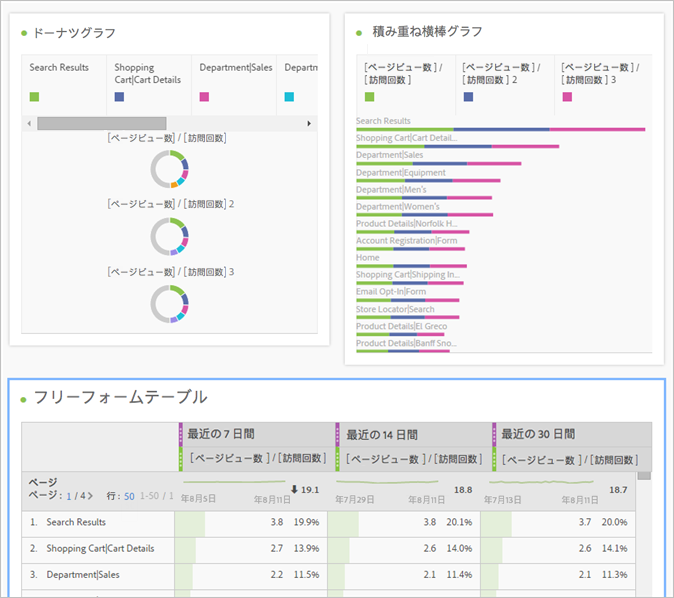 ドーナツグラフ
Search Results
Shopping
Cart|Cart Details
Department|Sales
Departn
[ページビュー数] / [訪問回数]
[ページビュー数] / [訪問回数] 2
[ページビュー数] / [訪問回数] 3
積み重ね横棒グラフ
[ページビュー数 ] /
[訪問回数 ]
[ページビュー数 ] /
[訪問回数 ] 2
[ページビュー数 ] /
[訪問回数 ] 3
Search Results
Shopping Cart|Cart Detail...
Department|Sales
Department|Equipment
Department|Men's
Department|Women's
Product Details|Norfolk H...
Account Registration|Form
Home
Shopping Cart|Shipping In...
Email Opt-In|Form
Store Locator|Search
Product Details|El Greco
Product Details|Banff Sno...
フリーフォームテーブル
最近の 7 日間 最近の 14 日間 最近の 30 日間
[ページビュー数 ] / [訪問回数] [ページビュー数 ] / [訪問回数] [ページビュー数 ] / [訪問回数]
ページ
ページ : 1 / 4 > 行 : 50 1-50 / 1
年8月5日 年8月11日 19.1 年7月29日 年8月11日 18.8 年7月13日 年8月11日 18.7
1. Search Results 3.8 19.9% 3.8 20.1% 3.7 20.0%
2. Shopping Cart|Cart Details 2.7 13.9% 2.6 14.0% 2.6 14.1%
3. Department|Sales 2.2 11.5% 2.1 11.4% 2.1 11.3%